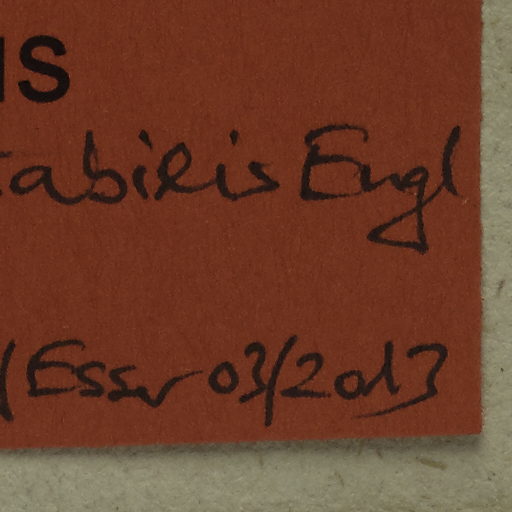 IS
tabilis Engl
/Esser 03/2013